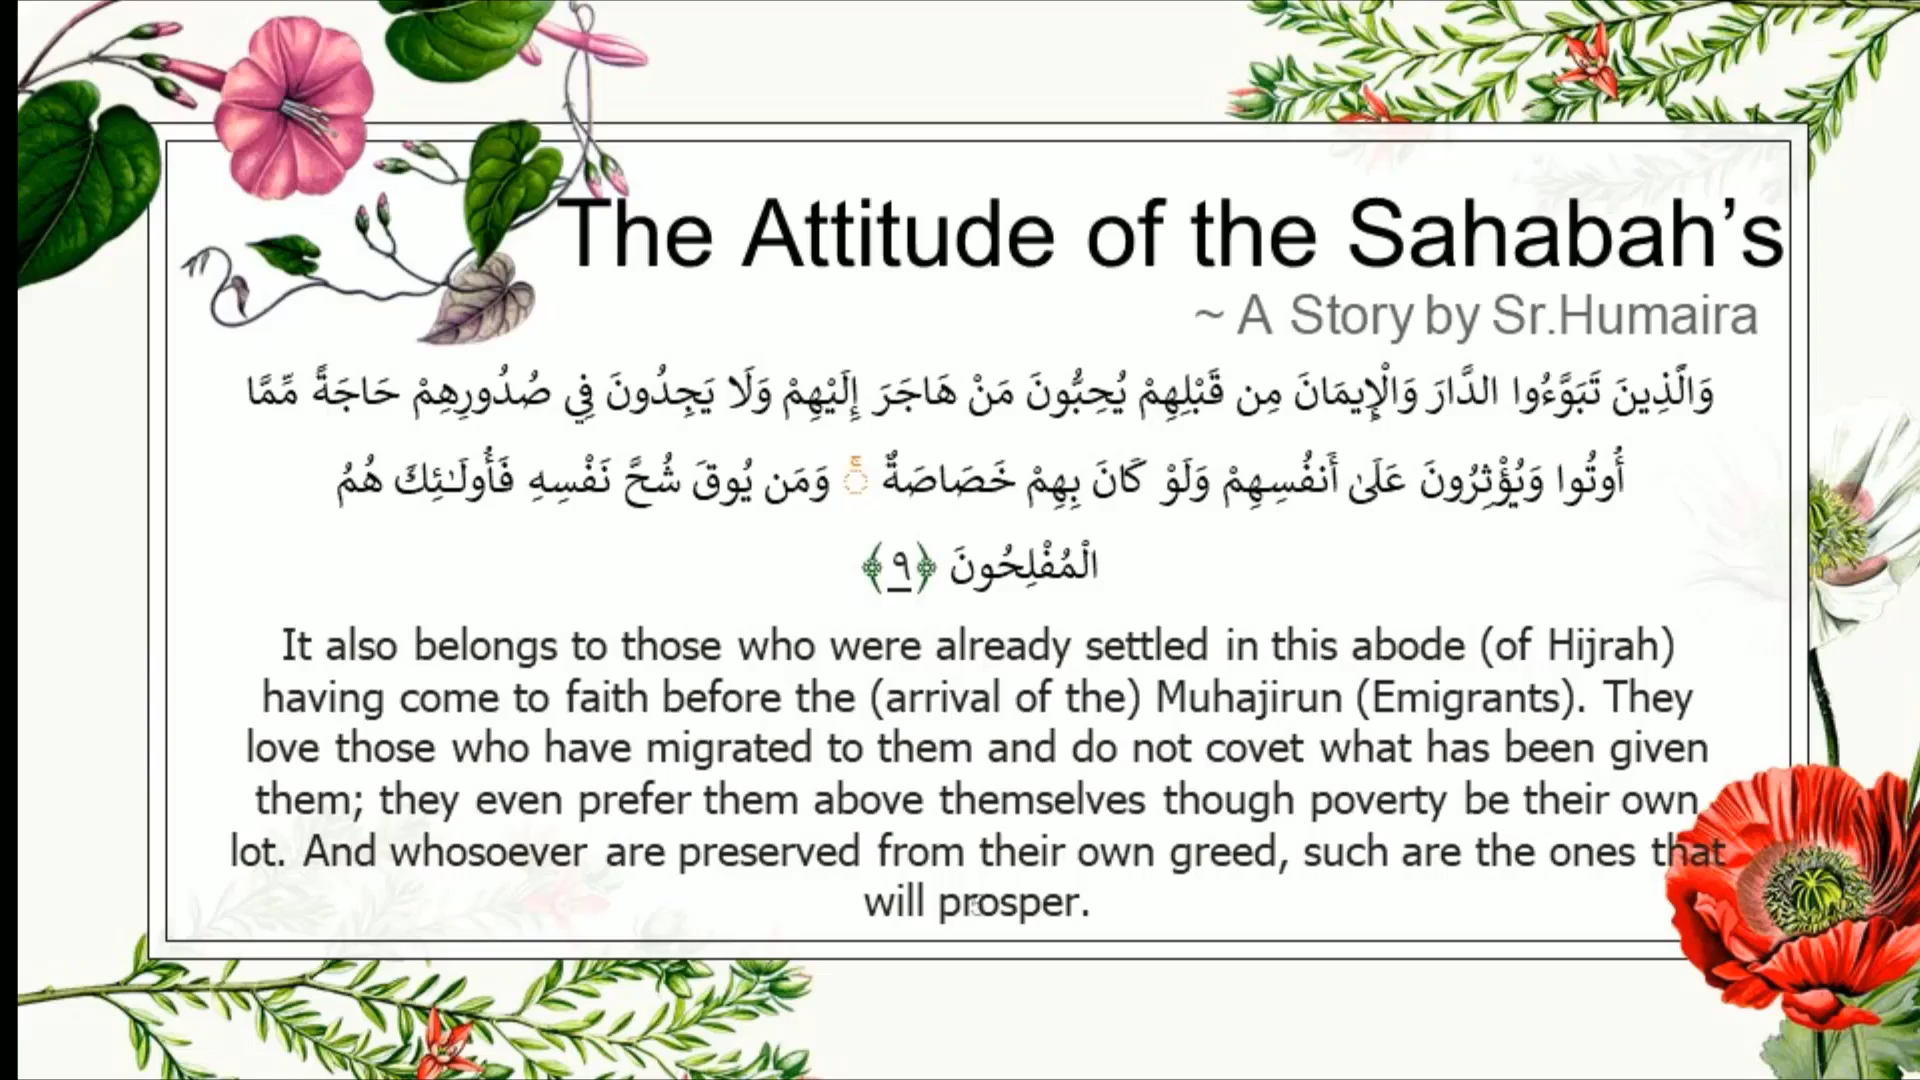 The Attitude of the Sahabah’s
~ A Story by Sr.Humaira
وَالَّذِينَ تَبَوَّءُوا الدَّارَ وَالْإِيمَانَ مِن قَبْلِهِمْ يُحِبُّونَ مَنْ هَاجَرَ إِلَيْهِمْ وَلَا يَجِدُونَ فِي صُدُورِهِمْ حَاجَةً مِّمَّا
أُوتُوا وَيُؤْثِرُونَ عَلَىٰ أَنفُسِهِمْ وَلَوْ كَانَ بِهِمْ خَصَاصَةٌ ۚ وَمَن يُوقَ شُحَّ نَفْسِهِ فَأُولَـٰئِكَ هُمُ
الْمُفْلِحُونَ ﴿٩﴾
It also belongs to those who were already settled in this abode (of Hijrah)
having come to faith before the (arrival of the) Muhajirun (Emigrants). They
love those who have migrated to them and do not covet what has been given
them; they even prefer them above themselves though poverty be their own
lot. And whosoever are preserved from their own greed, such are the ones that
will prosper.